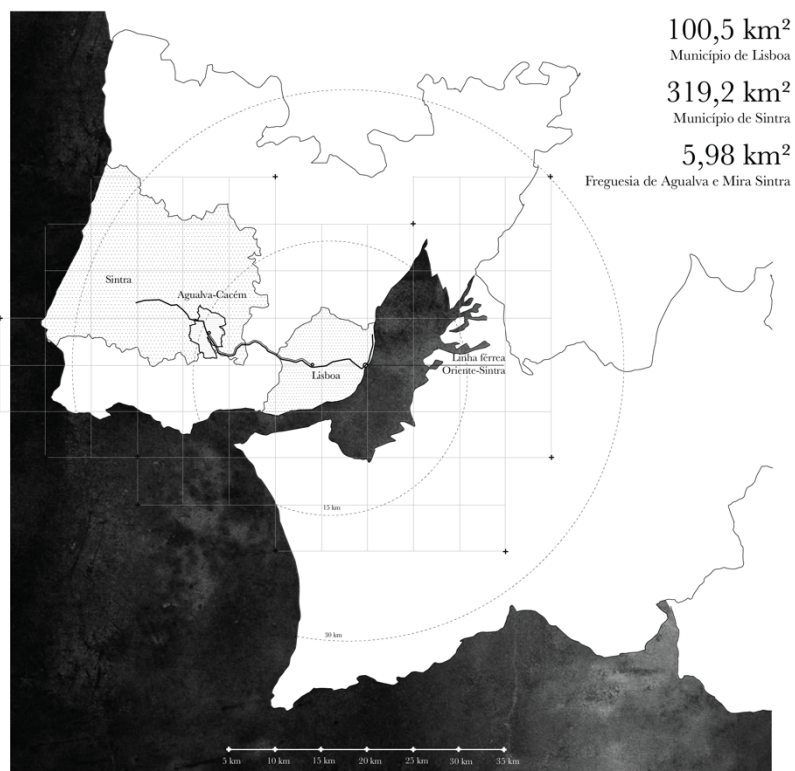 100,5 km²
Município de Lisboa
319,2 km²
Município de Sintra
5,98 km²
Freguesia de Agualva e Mira Sintra
Sintra
Agualva-Cacém
Linha férrea
Oriente-Sintra
Lisboa
15 km
30 km
5 km 10 km 15 km 20 km 25 km 30 km 35 km